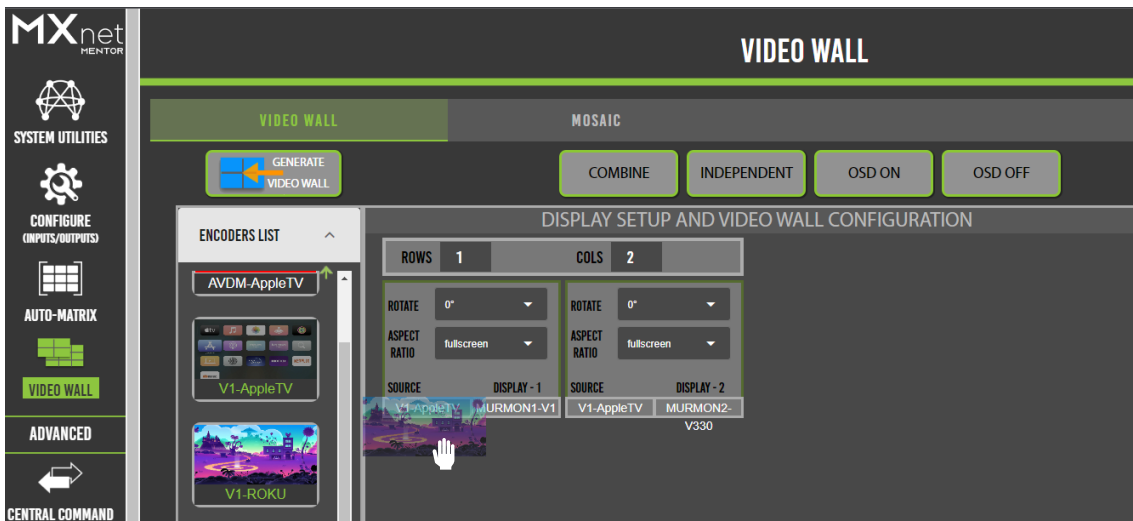 MXnet
MENTOR
VIDEO WALL
SYSTEM UTILITIES
CONFIGURE
(INPUTS/OUTPUTS)
AUTO-MATRIX
VIDEO WALL
ADVANCED
CENTRAL COMMAND
VIDEO WALL
MOSAIC
GENERATE
VIDEO WALL
COMBINE
INDEPENDENT
OSD ON
OSD OFF
ENCODERS LIST
AVDM-AppleTV
V1-AppleTV
V1-ROKU
DISPLAY SETUP AND VIDEO WALL CONFIGURATION
ROWS 1 COLS 2
ROTATE 0°
ASPECT
RATIO
fullscreen
SOURCE DISPLAY - 1
V1-AppleTV MURMON1-V1
ROTATE 0°
ASPECT
RATIO
fullscreen
SOURCE DISPLAY - 2
V1-AppleTV MURMON2-
V330